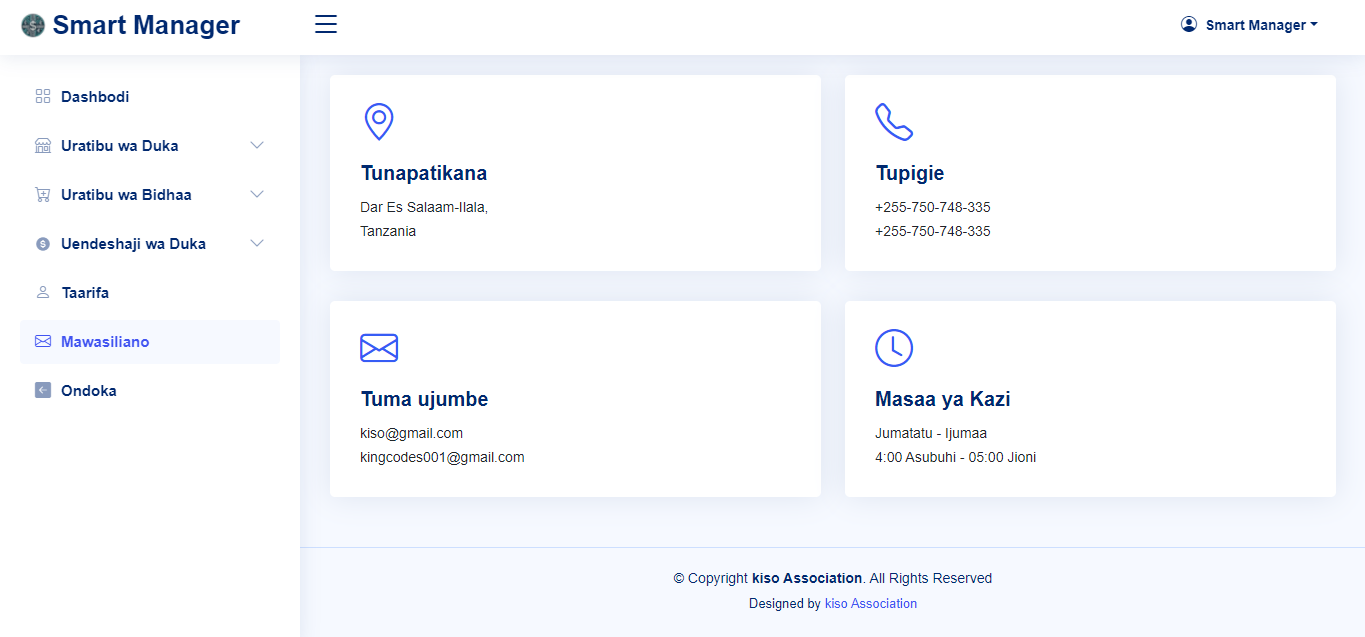 Smart Manager
Smart Manager
Dashbodi
Uratibu wa Duka
Uratibu wa Bidhaa
Uendeshaji wa Duka
Taarifa
Mawasiliano
Ondoka
Tunapatikana
Dar Es Salaam-Ilala,
Tanzania
Tupigie
+255-750-748-335
+255-750-748-335
Tuma ujumbe
kiso@gmail.com
kingcodes001@gmail.com
Masaa ya Kazi
Jumatatu - Ijumaa
4:00 Asubuhi - 05:00 Jioni
© Copyright kiso Association. All Rights Reserved
Designed by kiso Association